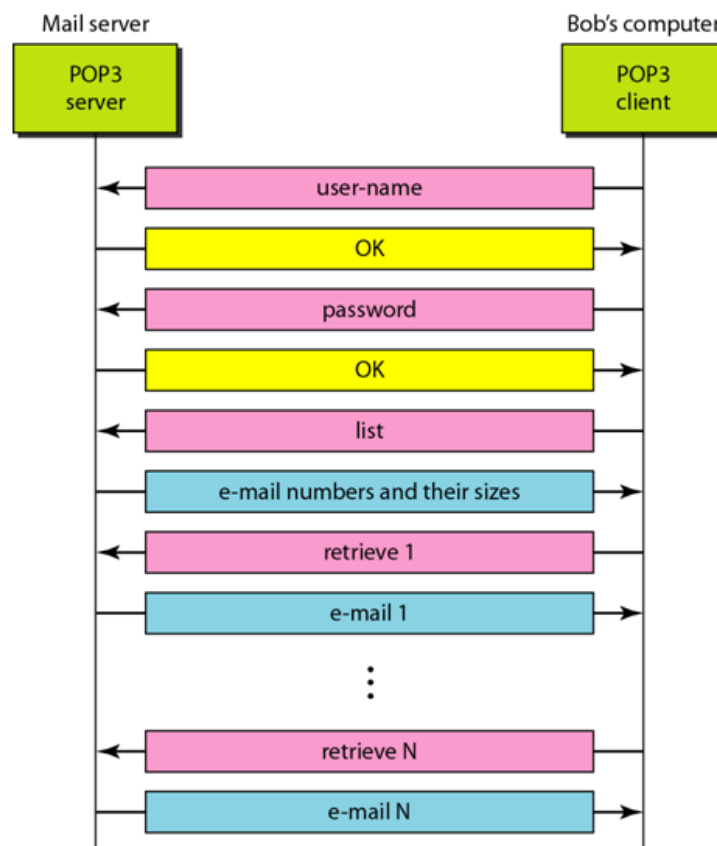 Mail server
Bob's computer
POP3
server
POP3
client
user-name
OK
password
OK
list
e-mail numbers and their sizes
retrieve 1
e-mail 1
retrieve N
e-mail N